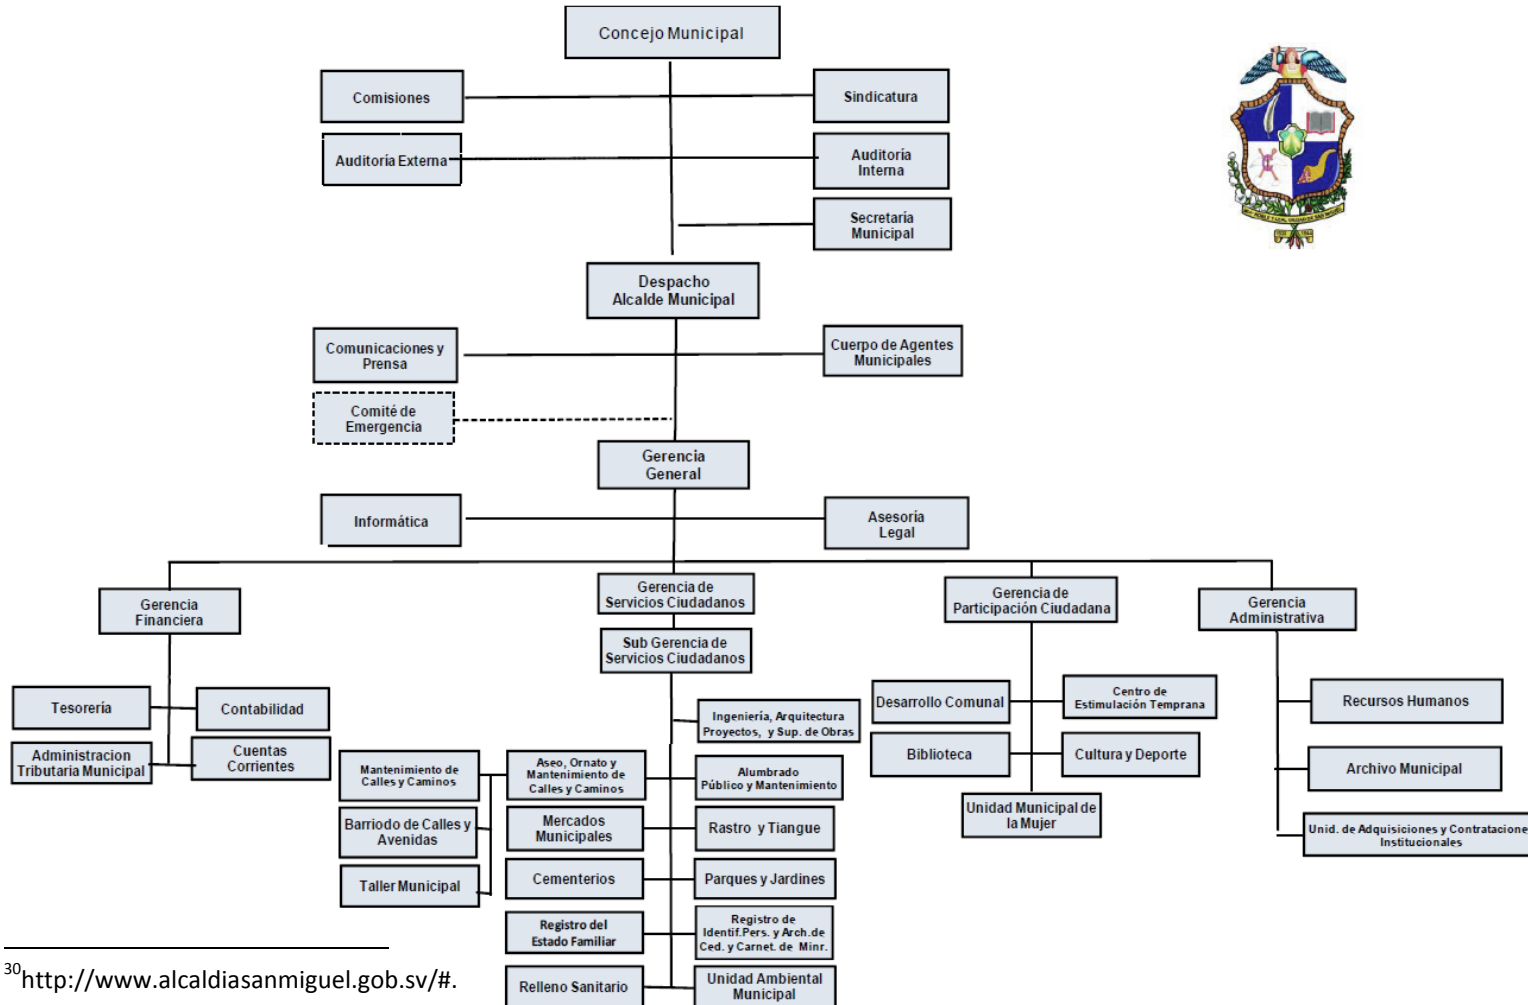 Concejo Municipal
Comisiones
Sindicatura
Auditoría Externa
Auditoría
Interna
Secretaría
Municipal
Despacho
Alcalde Municipal
Comunicaciones y
Prensa
Cuerpo de Agentes
Municipales
Comité de
Emergencia
Gerencia
General
Informática
Asesoría
Legal
Gerencia
Financiera
Gerencia de
Servicios Ciudadanos
Gerencia de
Participación Ciudadana
Gerencia
Administrativa
Sub Gerencia de
Servicios Ciudadanos
Tesorería
Contabilidad
Administracion
Tributaria Municipal
Cuentas
Corrientes
Ingeniería, Arquitectura
Proyectos, y Sup. de Obras
Mantenimiento de
Calles y Caminos
Aseo, Ornato y
Mantenimiento de
Calles y Caminos
Alumbrado
Público y Mantenimiento
Barriodo de Calles y
Avenidas
Mercados
Municipales
Rastro y Tiangue
Taller Municipal
Cementerios
Parques y Jardines
Registro del
Estado Familiar
Registro de
Identif.Pers. y Arch.de
Ced. y Carnet. de Minr.
Relleno Sanitario
Unidad Ambiental
Municipal
Desarrollo Comunal
Centro de
Estimulación Temprana
Biblioteca
Cultura y Deporte
Unidad Municipal de
la Mujer
Recursos Humanos
Archivo Municipal
Unid. de Adquisiciones y Contratacione
Institucionales
30http://www.alcaldiasanmiguel.gob.sv/#.